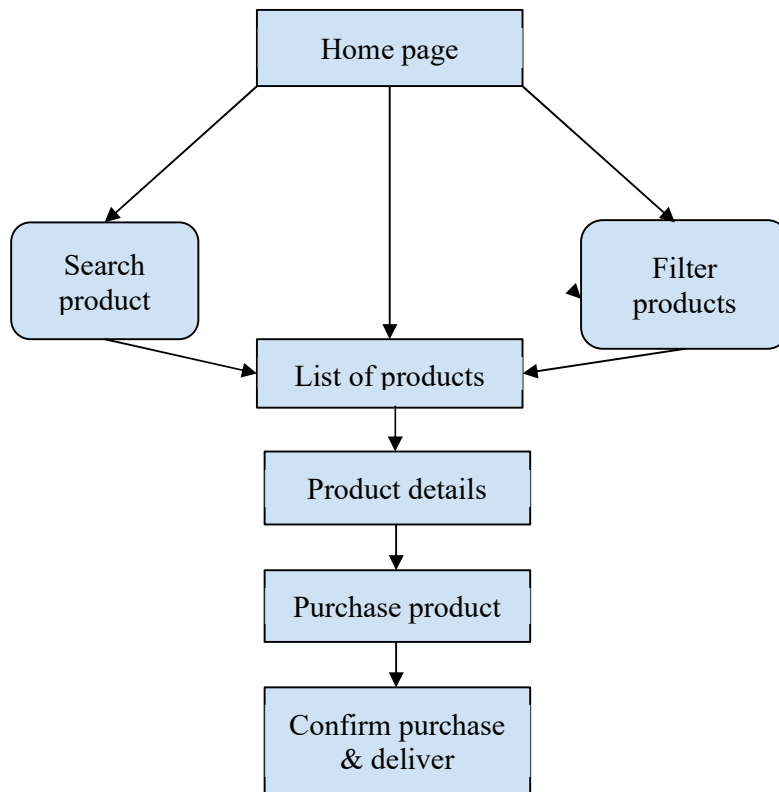 Home page
Search
product
Filter
products
List of products
Product details
Purchase product
Confirm purchase
& deliver